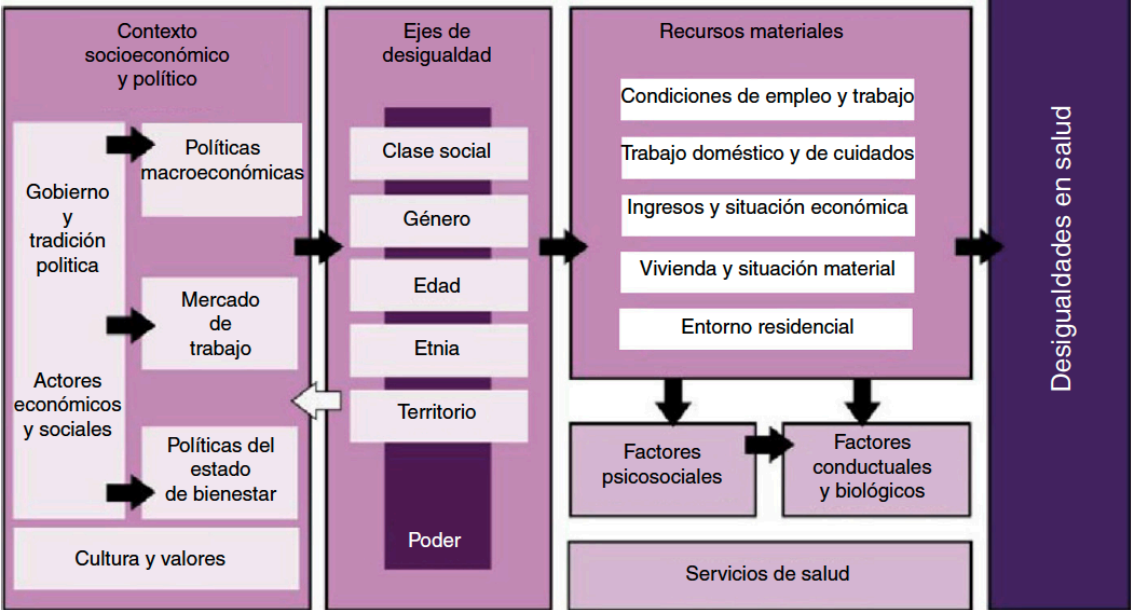 Contexto
socioeconómico
y político
Gobierno
y
tradición
politica
Actores
económicos
y sociales
Políticas
macroeconómicas
Mercado
de
trabajo
Políticas del
estado
de bienestar
Cultura y valores
Ejes de
desigualdad
Clase social
Género
Edad
Etnia
Territorio
Poder
Recursos materiales
Condiciones de empleo y trabajo
Trabajo doméstico y de cuidados
Ingresos y situación económica
Vivienda y situación material
Entorno residencial
Factores
psicosociales
Factores
conductuales
y biológicos
Servicios de salud
Desigualdades en salud